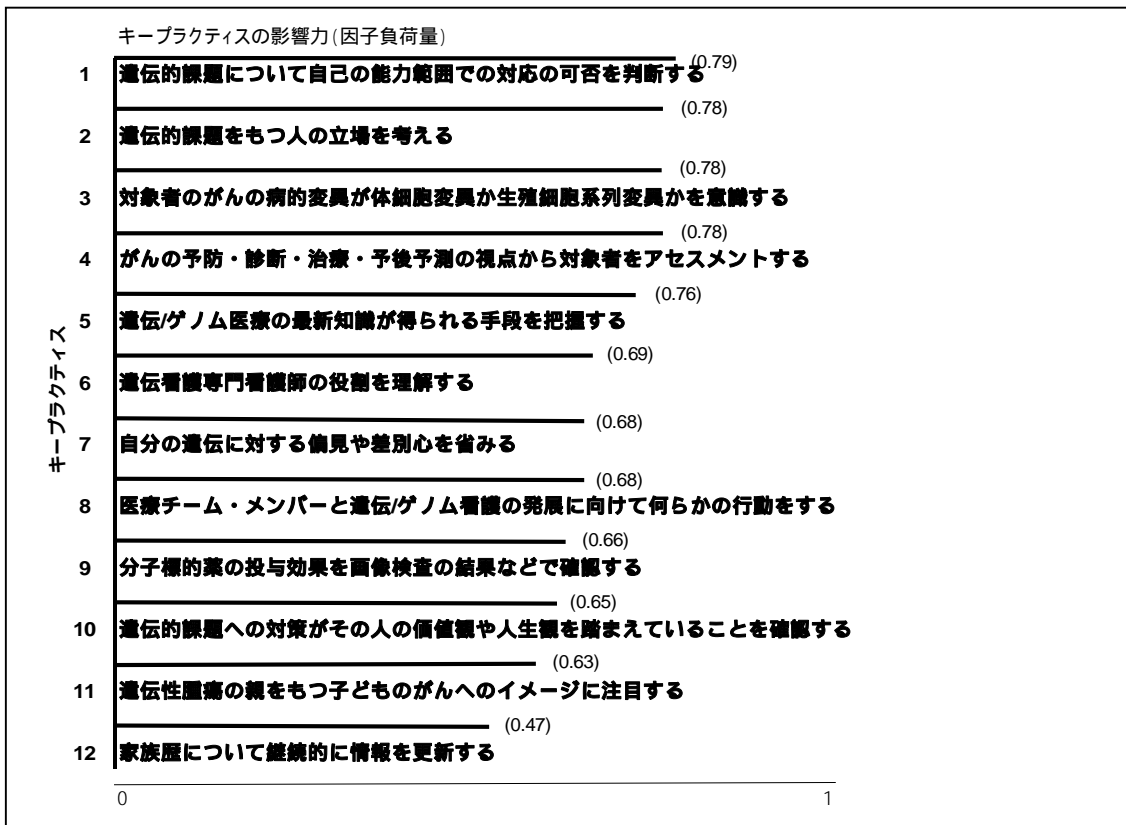 キープラクティスの影響力(因子負荷量)
(0.79)
1 遺伝的課題について自己の能力範囲での対応の可否を判断する
(0.78)
2 遺伝的課題をもつ人の立場を考える
(0.78)
3 対象者のがんの病的変異が体細胞変異か生殖細胞系列変異かを意識する
(0.78)
4 がんの予防・診断・治療・予後予測の視点から対象者をアセスメントする
(0.76)
5 遺伝/ゲノム医療の最新知識が得られる手段を把握する
(0.69)
6 遺伝看護専門看護師の役割を理解する
(0.68)
7 自分の遺伝に対する偏見や差別心を省みる
(0.68)
8 医療チーム・メンバーと遺伝/ゲノム看護の発展に向けて何らかの行動をする
(0.66)
9 分子標的薬の投与効果を画像検査の結果などで確認する
(0.65)
10 遺伝的課題への対策がその人の価値観や人生観を踏まえていることを確認する
(0.63)
11 遺伝性腫瘍の親をもつ子どものがんへのイメージに注目する
(0.47)
12 家族歴について継続的に情報を更新する
キープラクティス
0 1